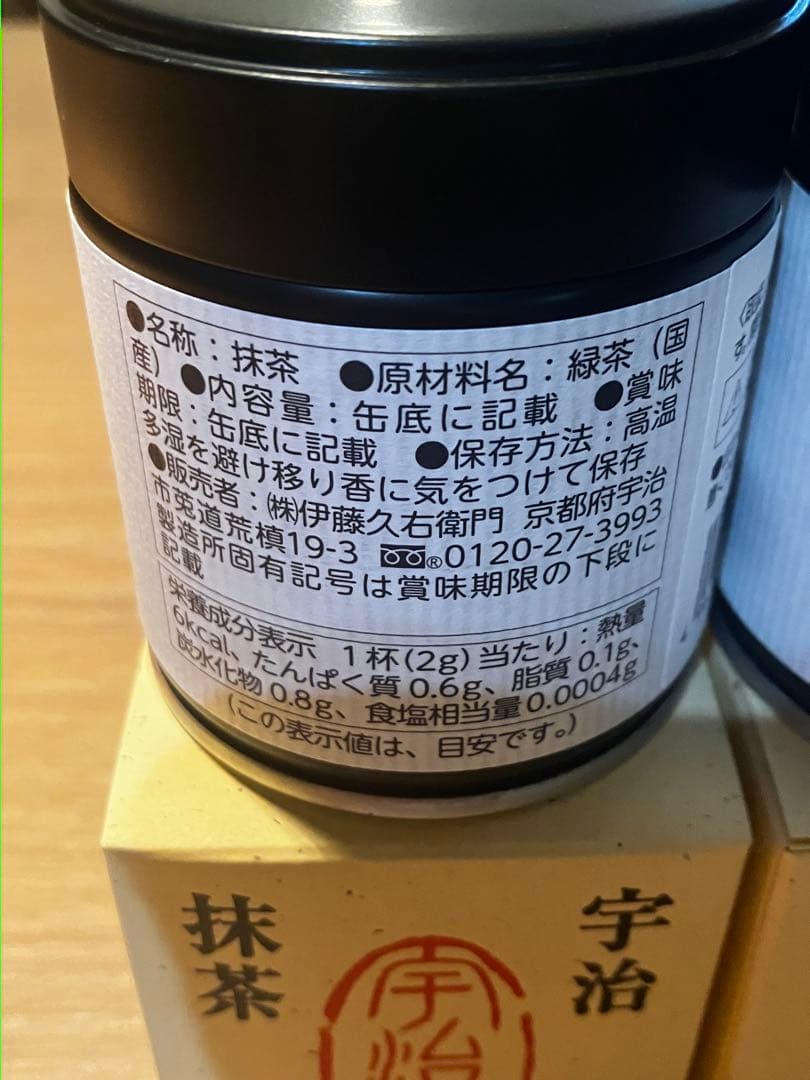 ●名称：抹茶　●原材料名：緑茶（国
産）●内容量：缶底に記載　●賞味
期限：缶底に記載　●保存方法：高温
多湿を避け移り香に気をつけて保存
●販売者：㈱伊藤久右衛門 京都府宇治
市莵道荒槙19-3 ®0120-27-3993
製造所固有記号は賞味期限の下段に
記載
栄養成分表示 1杯(2g)当たり：熱量
6kcal、たんぱく質0.6g、脂質0.1g、
炭水化物0.8g、食塩相当量0.0004g
(この表示値は、目安です。)
宇治
抹茶
宇治